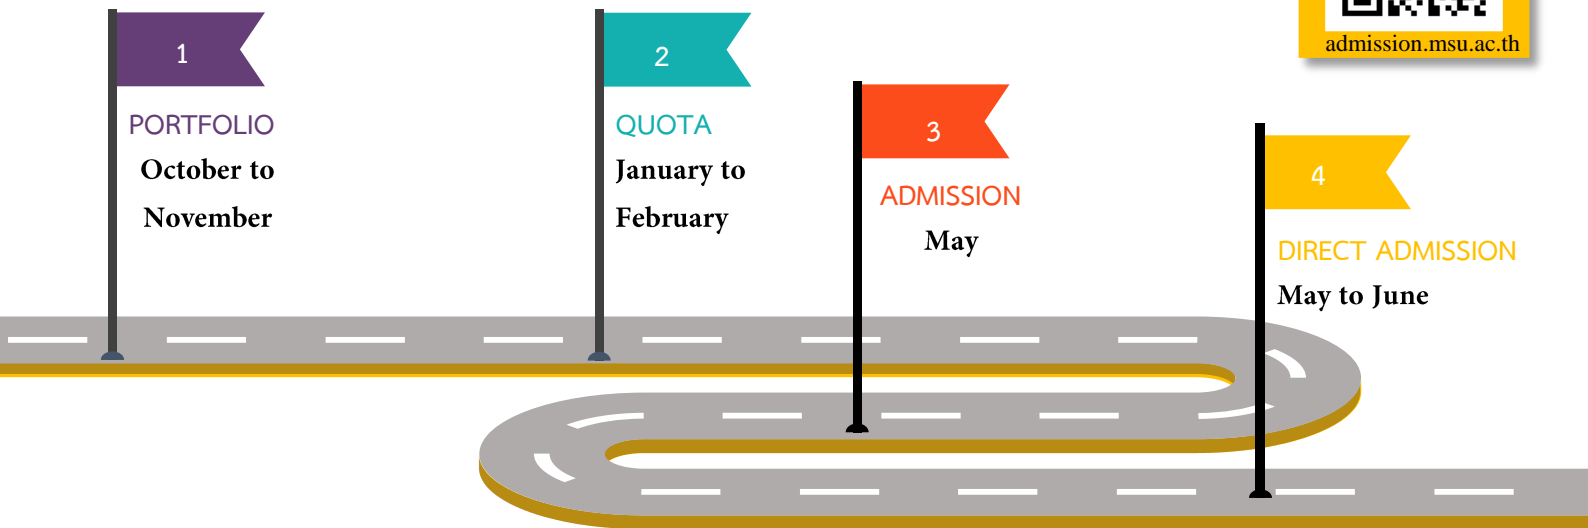 admission.msu.ac.th
1
PORTFOLIO
October to
November
2
QUOTA
January to
February
3
ADMISSION
May
4
DIRECT ADMISSION
May to June